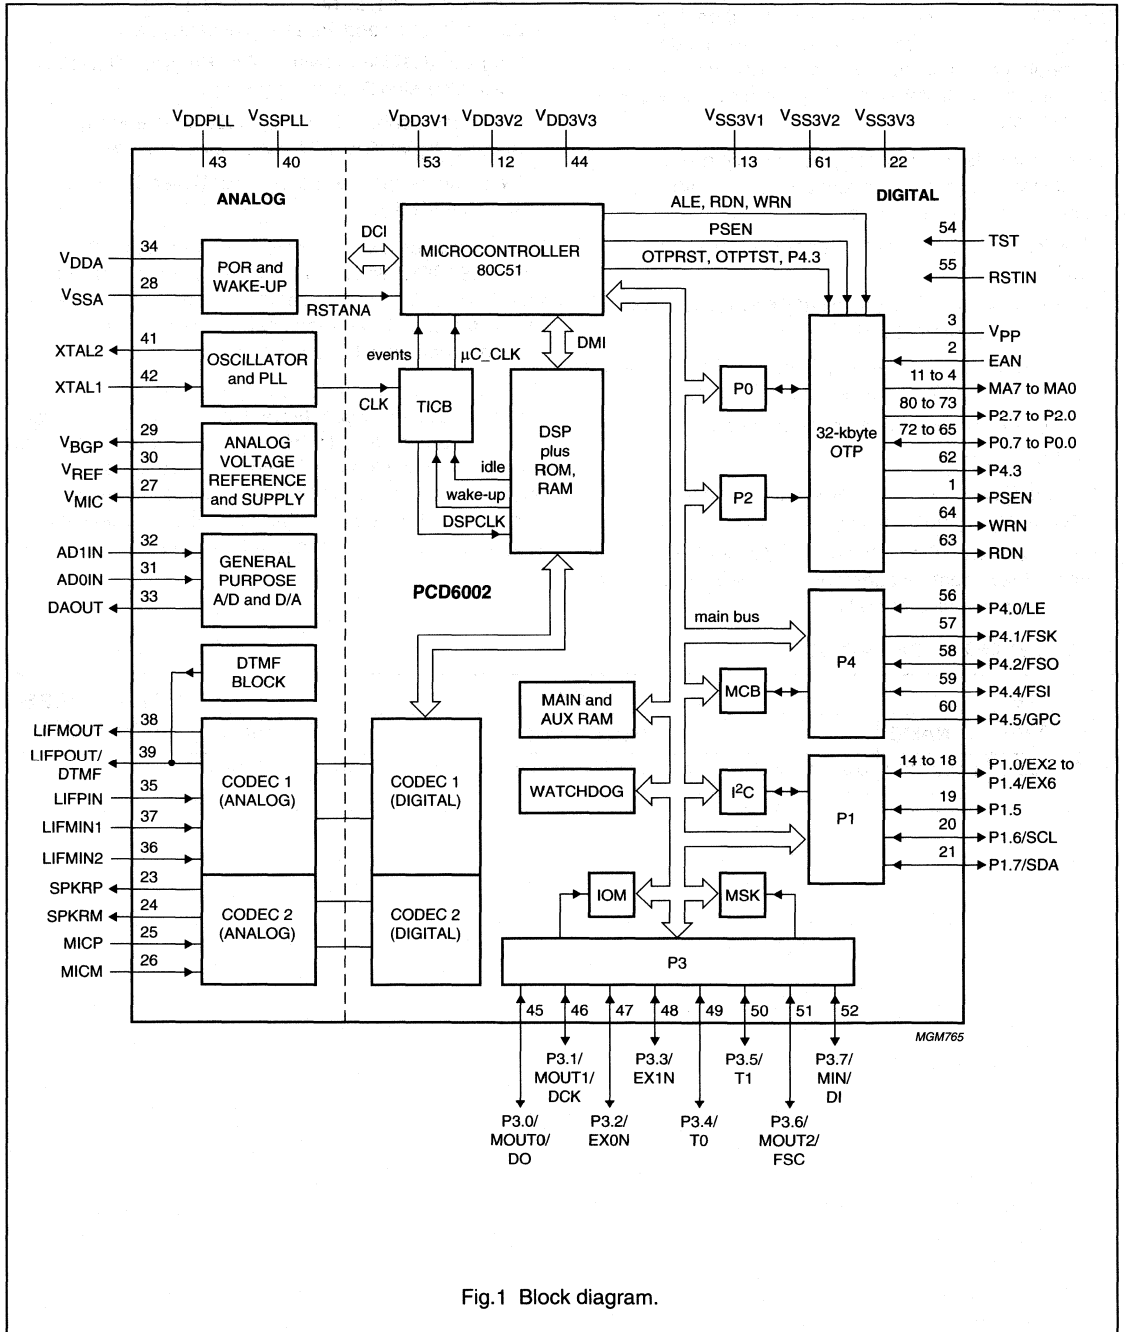 VDDPLL VSSPLL VDD3V1 VDD3V2 VDD3V3 VSS3V1 VSS3V2 VSS3V3
43 40 53 12 44 13 61 22
ANALOG
DIGITAL
VDDA 34
VSSA 28
POR and
WAKE-UP
RSTANA
DCI
MICROCONTROLLER
80C51
ALE, RDN, WRN
PSEN
OTPRST, OTPTST, P4.3
54 TST
55 RSTIN
XTAL2 41
XTAL1 42
OSCILLATOR
and PLL
CLK
events
μC_CLK
DMI
TICB
DSP
plus
ROM,
RAM
idle
wake-up
DSPCLK
P0
P2
32-kbyte
OTP
3 VPP
2 EAN
11 to 4 MA7 to MA0
80 to 73 P2.7 to P2.0
72 to 65 P0.7 to P0.0
62 P4.3
1 PSEN
64 WRN
63 RDN
VBGP 29
VREF 30
VMIC 27
ANALOG
VOLTAGE
REFERENCE
and SUPPLY
AD1IN 32
AD0IN 31
DAOUT 33
GENERAL
PURPOSE
A/D and D/A
PCD6002
main bus
DTMF
BLOCK
MAIN and
AUX RAM
MCB
P4
56 P4.0/LE
57 P4.1/FSK
58 P4.2/FSO
59 P4.4/FSI
60 P4.5/GPC
LIFMOUT 38
LIFPOUT/ 39
DTMF
LIFPIN 35
LIFMIN1 37
LIFMIN2 36
CODEC 1
(ANALOG)
CODEC 1
(DIGITAL)
WATCHDOG
I2C
P1
14 to 18 P1.0/EX2 to
P1.4/EX6
19 P1.5
20 P1.6/SCL
21 P1.7/SDA
SPKRP 23
SPKRM 24
MICP 25
MICM 26
CODEC 2
(ANALOG)
CODEC 2
(DIGITAL)
IOM
MSK
P3
45 46 47 48 49 50 51 52
MGM765
P3.1/
MOUT1/
DCK
P3.3/
EX1N
P3.5/
T1
P3.7/
MIN/
DI
P3.0/
MOUT0/
DO
P3.2/
EX0N
P3.4/
T0
P3.6/
MOUT2/
FSC
Fig.1 Block diagram.